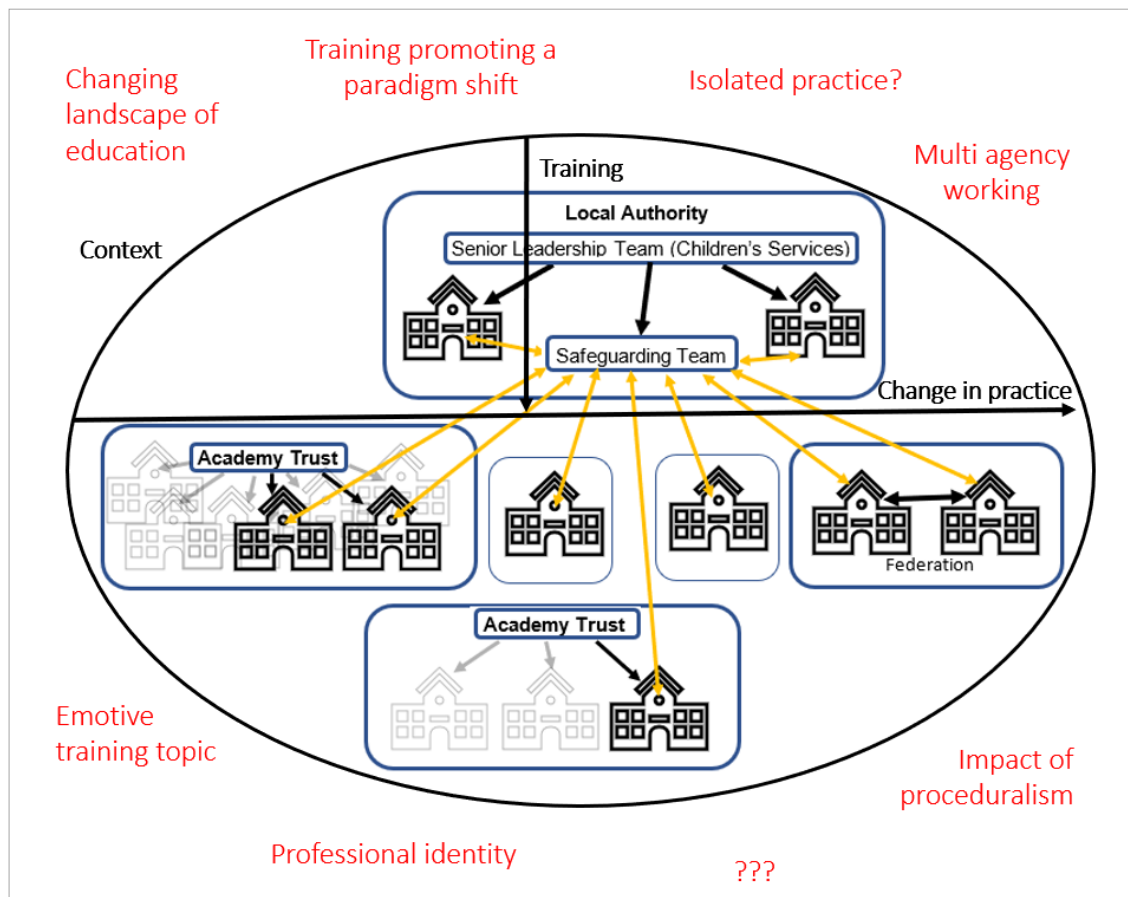 Training promoting a
paradigm shift
Isolated practice?
Changing
landscape of
education
Multi agency
working
Training
Local Authority
Context
Senior Leadership Team (Children's Services)
Safeguarding Team
Change in practice
Academy Trust
Federation
Academy Trust
Emotive
training topic
Impact of
proceduralism
Professional identity
???